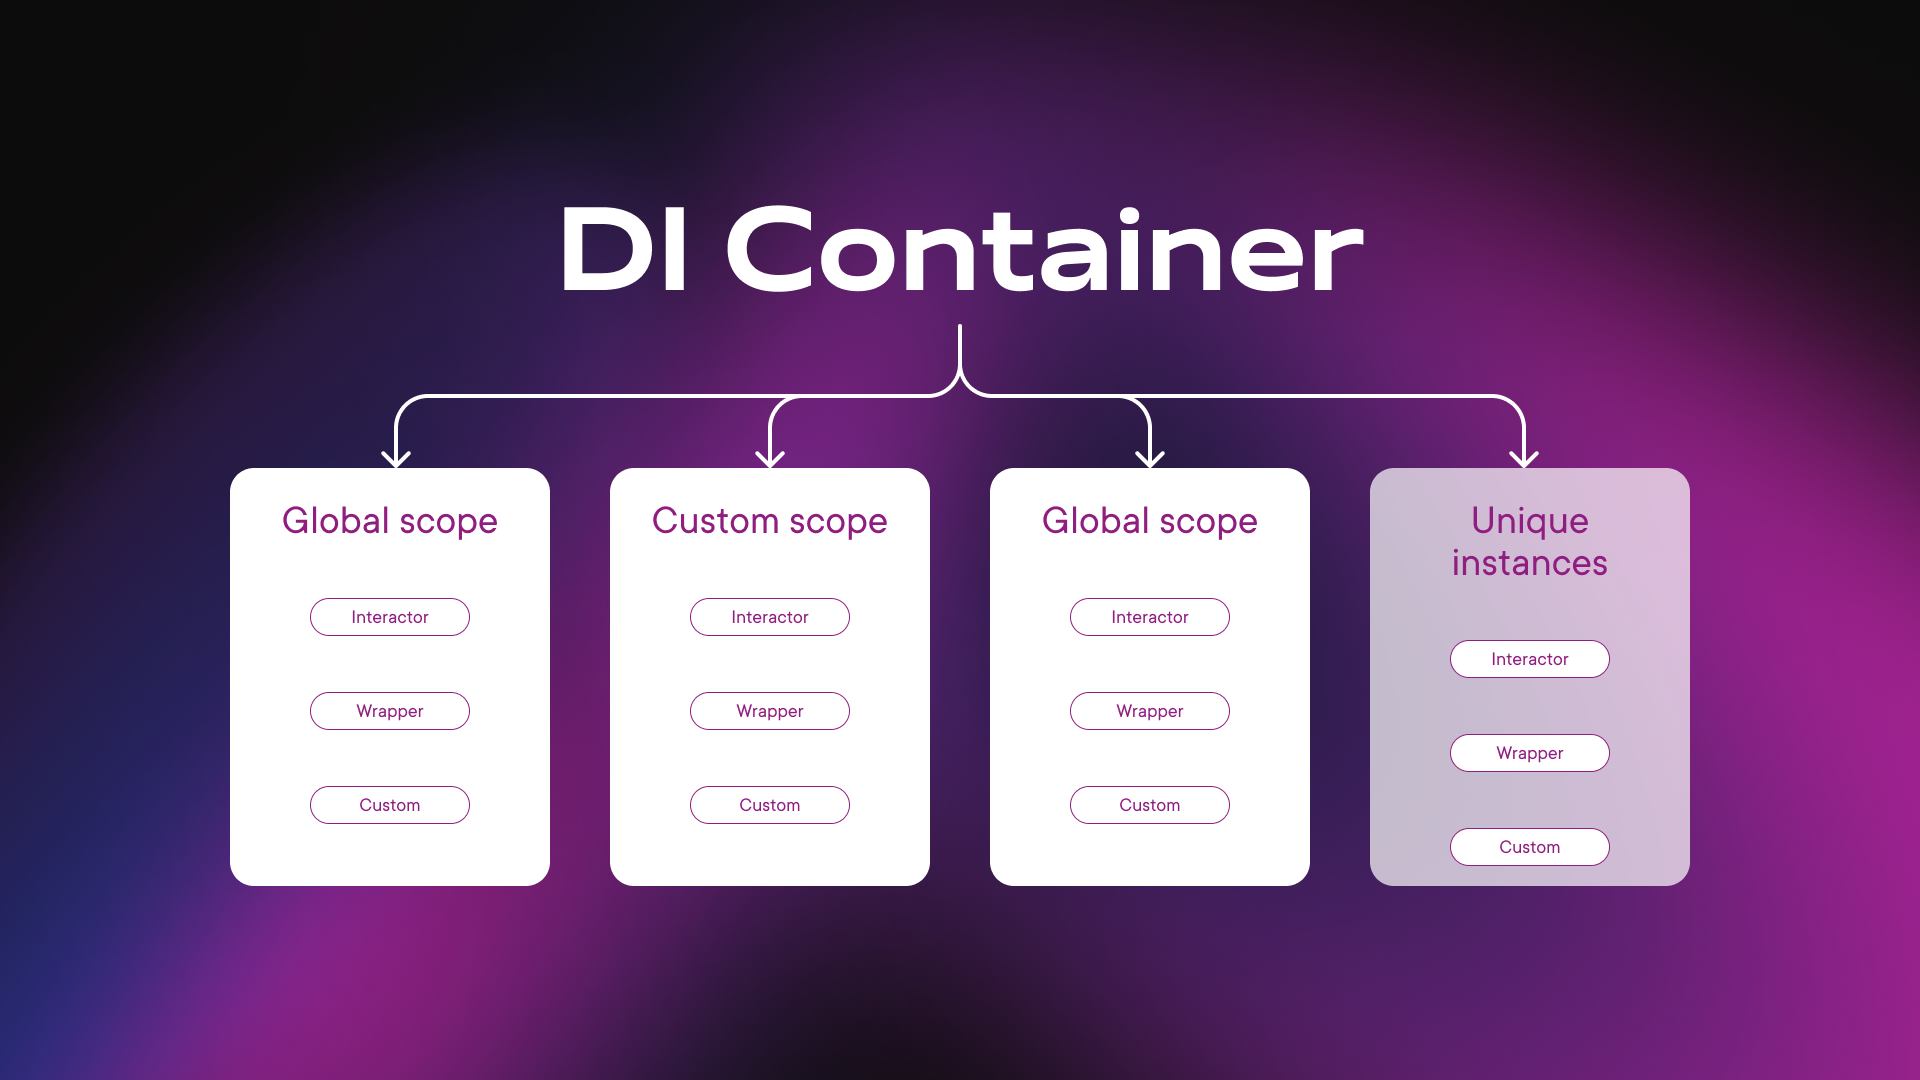 DI Container
Global scope
Interactor
Wrapper
Custom
Custom scope
Interactor
Wrapper
Custom
Global scope
Interactor
Wrapper
Custom
Unique
instances
Interactor
Wrapper
Custom